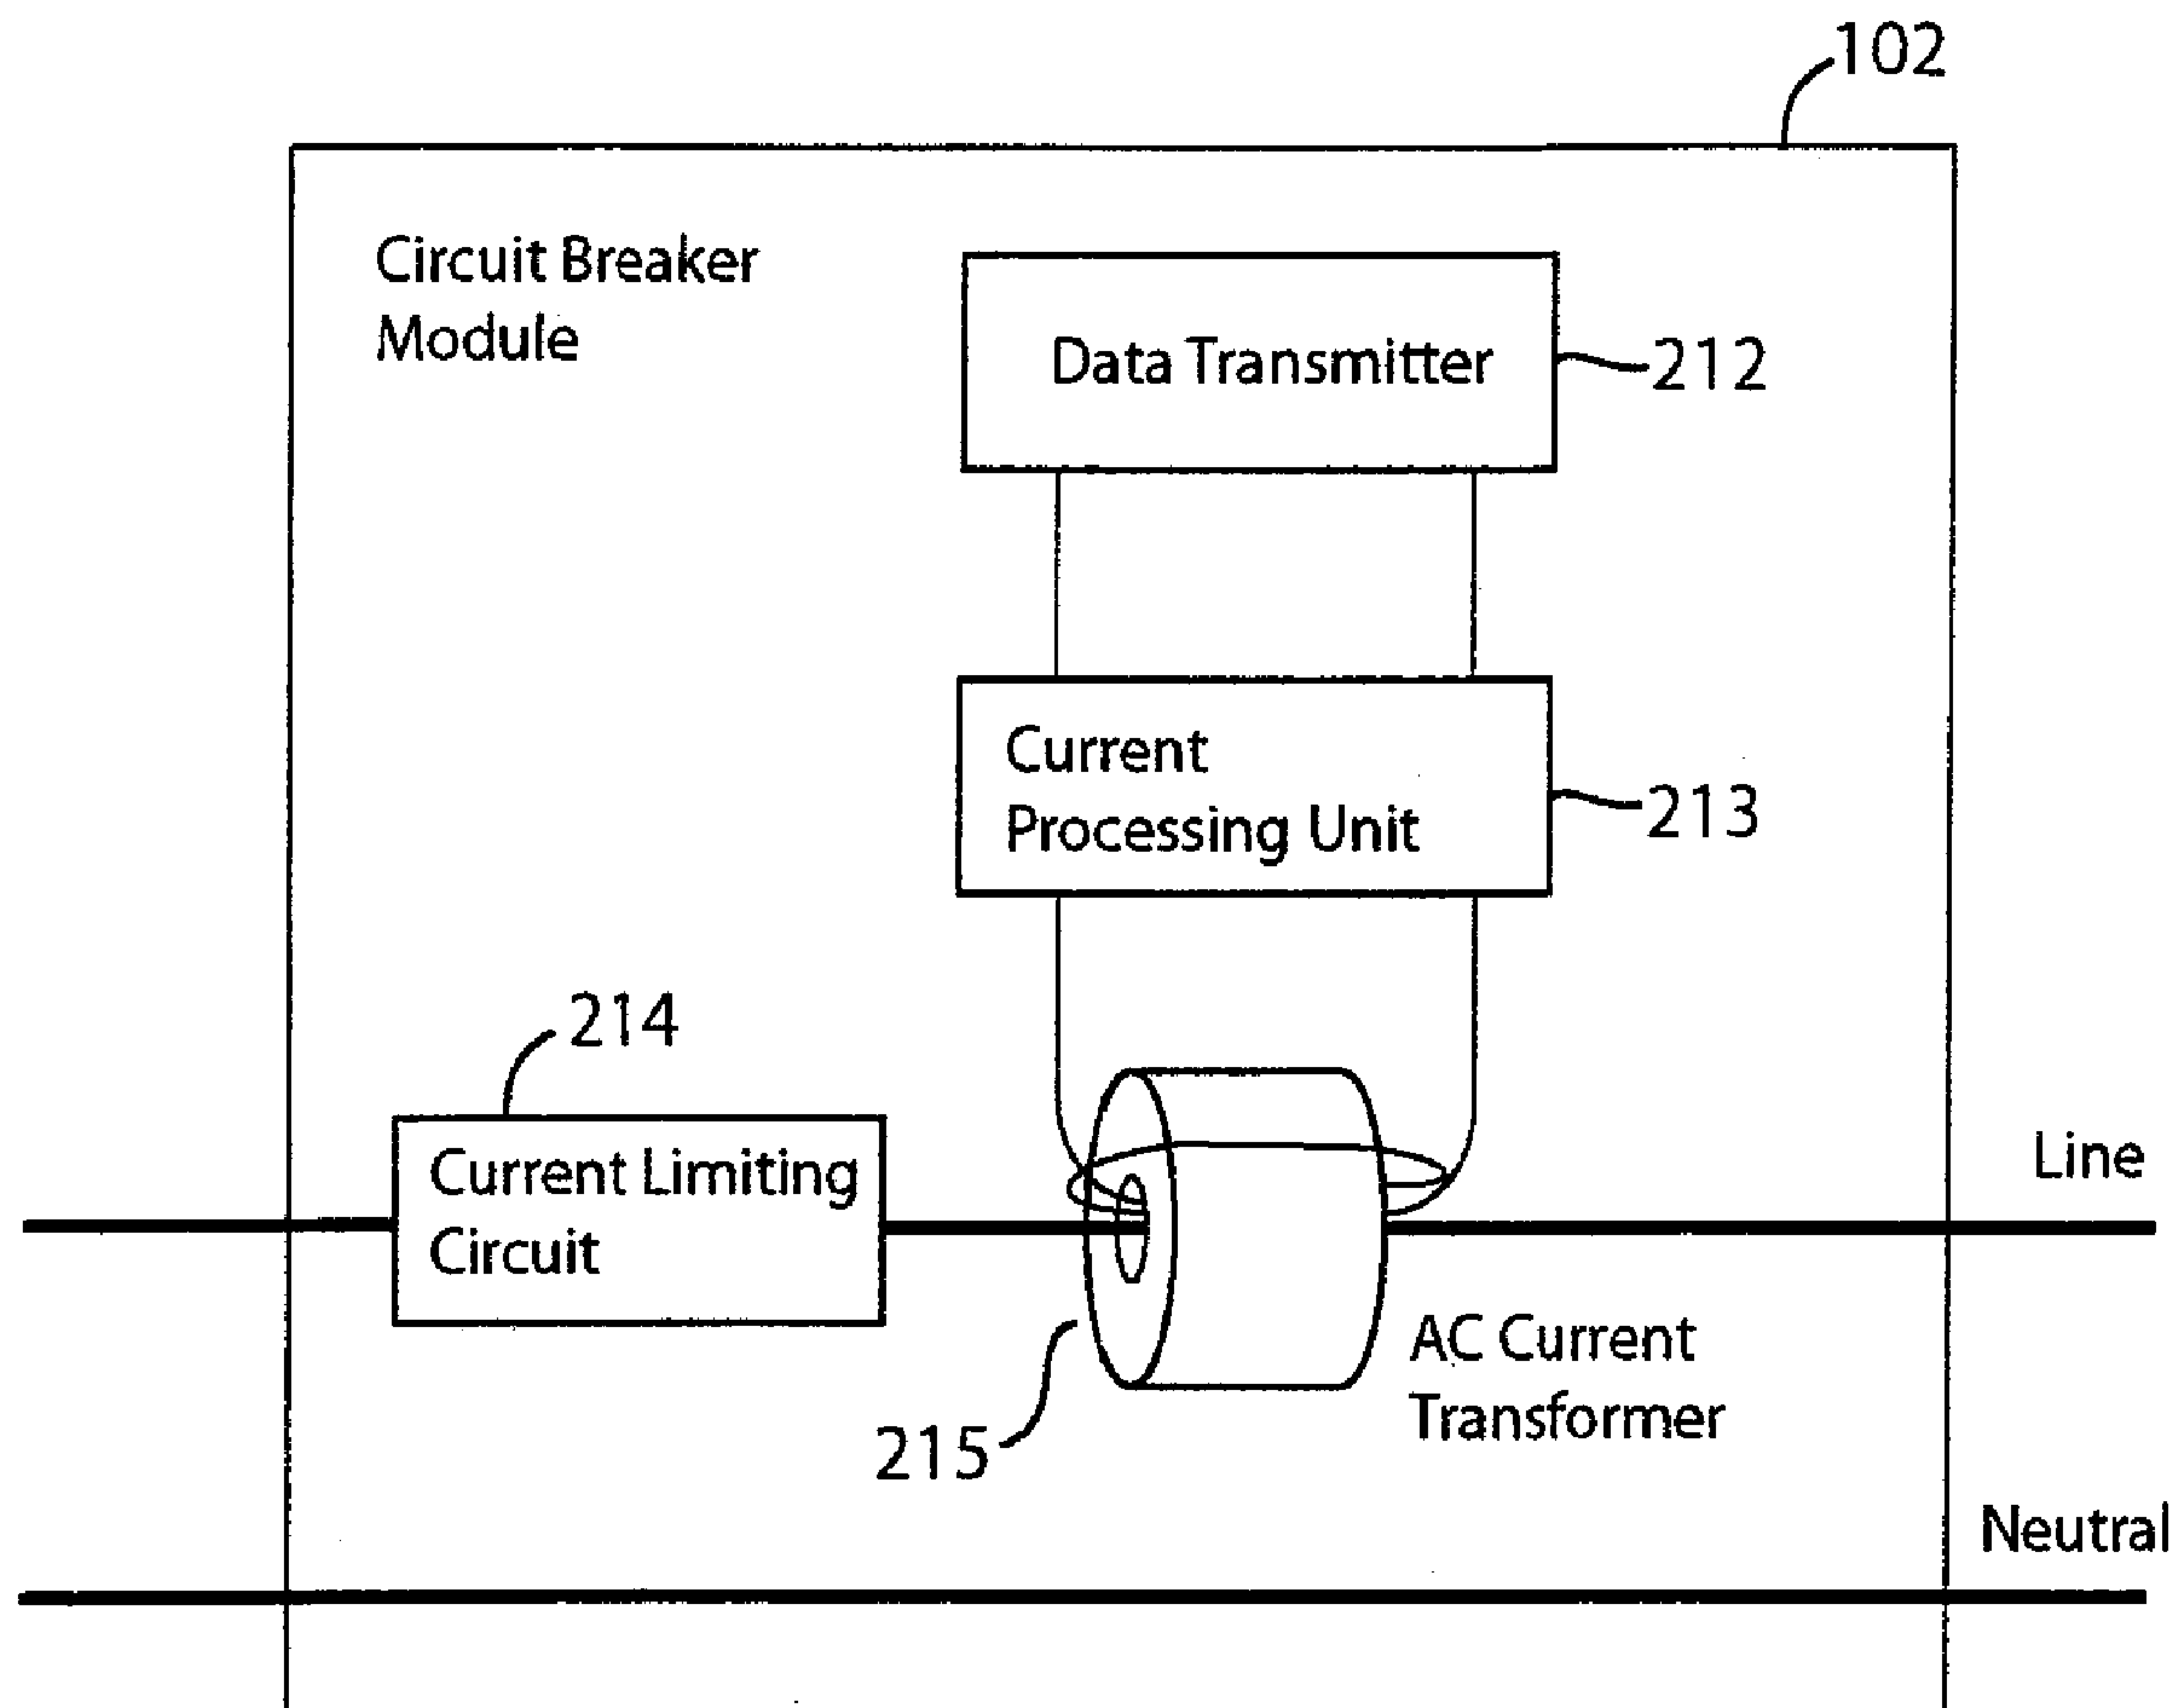 102
Circuit Breaker
Module
Data Transmitter
212
Current
Processing Unit
213
214
Current Limiting
Circuit
Line
AC Current
Transformer
215
Neutral